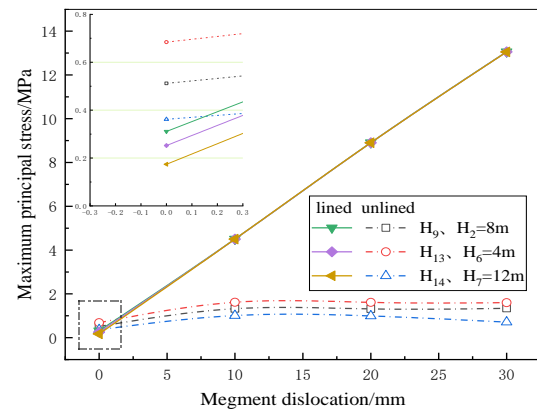 14
12
10
8
6
4
2
0
Maximum principal stress/MPa
0.8
0.6
0.4
0.2
0.0
-0.3 -0.2 -0.1 0.0 0.1 0.2 0.3
lined unlined
H9、H2=8m
H13、H6=4m
H14、H7=12m
0 5 10 15 20 25 30
Megment dislocation/mm